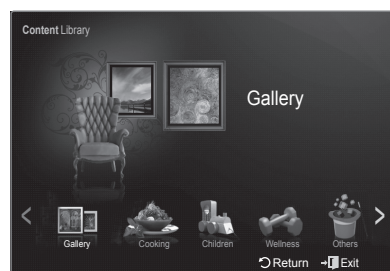 Content Library
Gallery
Gallery Cooking Children Wellness Others
Return Exit